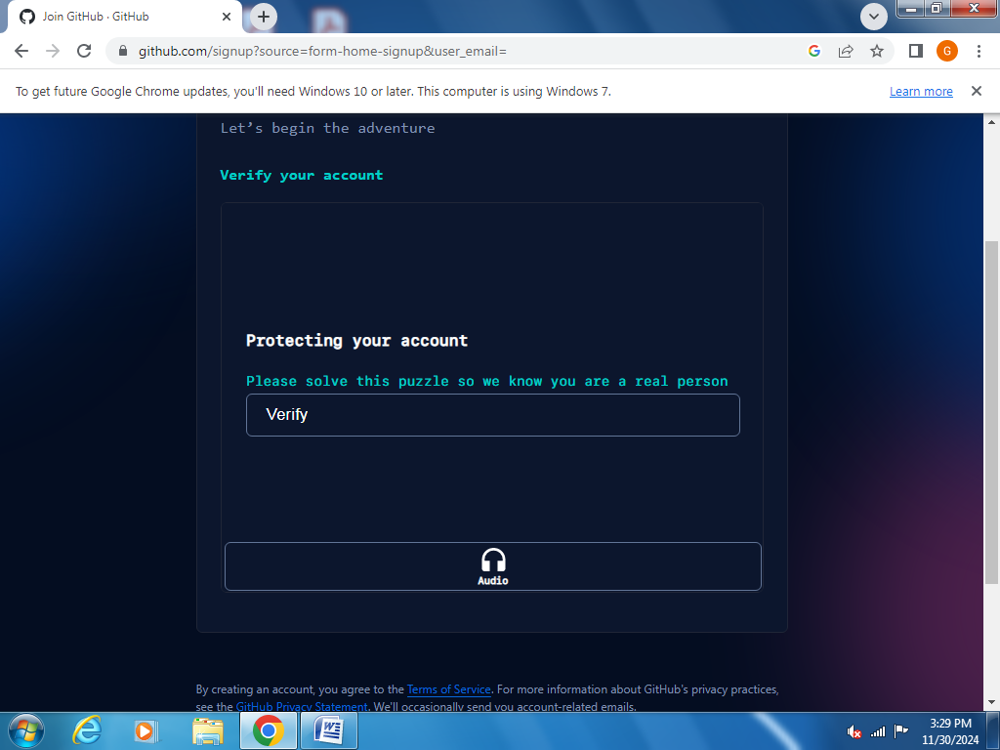 Join GitHub · GitHub
github.com/signup?source=form-home-signup&user_email=
G
To get future Google Chrome updates, you'll need Windows 10 or later. This computer is using Windows 7.
Learn more
Let's begin the adventure
Verify your account
Protecting your account
Please solve this puzzle so we know you are a real person
Verify
Audio
By creating an account, you agree to the Terms of Service. For more information about GitHub's privacy practices,
see the GitHub Privacy Statement. We'll occasionally send you account-related emails.
3:29 PM
11/30/2024